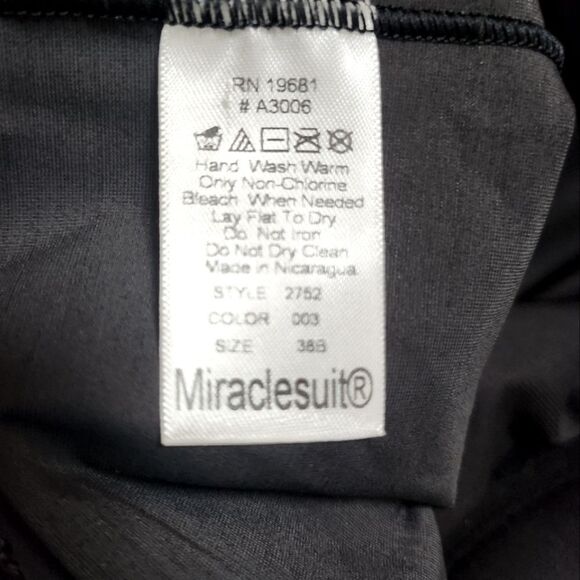 RN 19681
# A3006
Hand Wash Warm
Only Non-Chlorine
Bleach When Needed
Lay Flat To Dry
Do Not Iron
Do Not Dry Clean
Made in Nicaragua
STYLE 2752
COLOR 003
SIZE 38B
Miraclesuit®